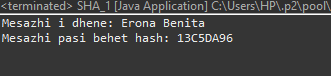 <terminated> SHA_1 [Java Application] C:\Users\HP\.p2\pool\
Mesazhi i dhene: Erona Benita
Mesazhi pasi behet hash: 13C5DA96